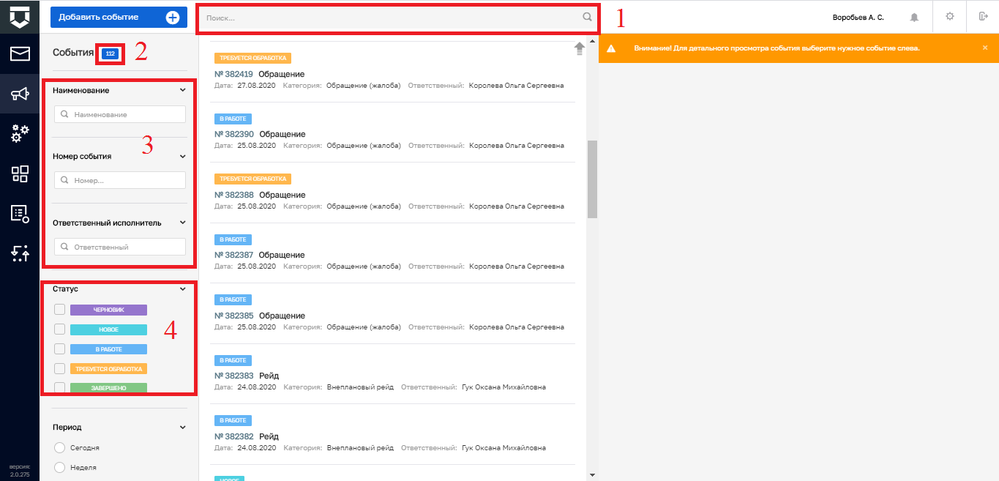 Добавить событие
Поиск...
1
Воробьев А. С.
События 112
2
Внимание! Для детального просмотра события выберите нужное событие слева.
Наименование
Наименование
3
Номер события
Номер...
Ответственный исполнитель
Ответственный
Статус
ЧЕРНОВИК
НОВОЕ
4
В РАБОТЕ
ТРЕБУЕТСЯ ОБРАБОТКА
ЗАВЕРШЕНО
Период
Сегодня
Неделя
версия:
2.0.275
ТРЕБУЕТСЯ ОБРАБОТКА
№ 382419 Обращение
Дата: 27.08.2020 Категория: Обращение (жалоба) Ответственный: Королева Ольга Сергеевна
В РАБОТЕ
№ 382390 Обращение
Дата: 25.08.2020 Категория: Обращение (жалоба) Ответственный: Королева Ольга Сергеевна
ТРЕБУЕТСЯ ОБРАБОТКА
№ 382388 Обращение
Дата: 25.08.2020 Категория: Обращение (жалоба) Ответственный: Королева Ольга Сергеевна
В РАБОТЕ
№ 382387 Обращение
Дата: 25.08.2020 Категория: Обращение (жалоба) Ответственный: Королева Ольга Сергеевна
В РАБОТЕ
№ 382385 Обращение
Дата: 25.08.2020 Категория: Обращение (жалоба) Ответственный: Королева Ольга Сергеевна
В РАБОТЕ
№ 382383 Рейд
Дата: 24.08.2020 Категория: Внеплановый рейд Ответственный: Гук Оксана Михайловна
В РАБОТЕ
№ 382382 Рейд
Дата: 24.08.2020 Категория: Внеплановый рейд Ответственный: Гук Оксана Михайловна
НОВОЕ